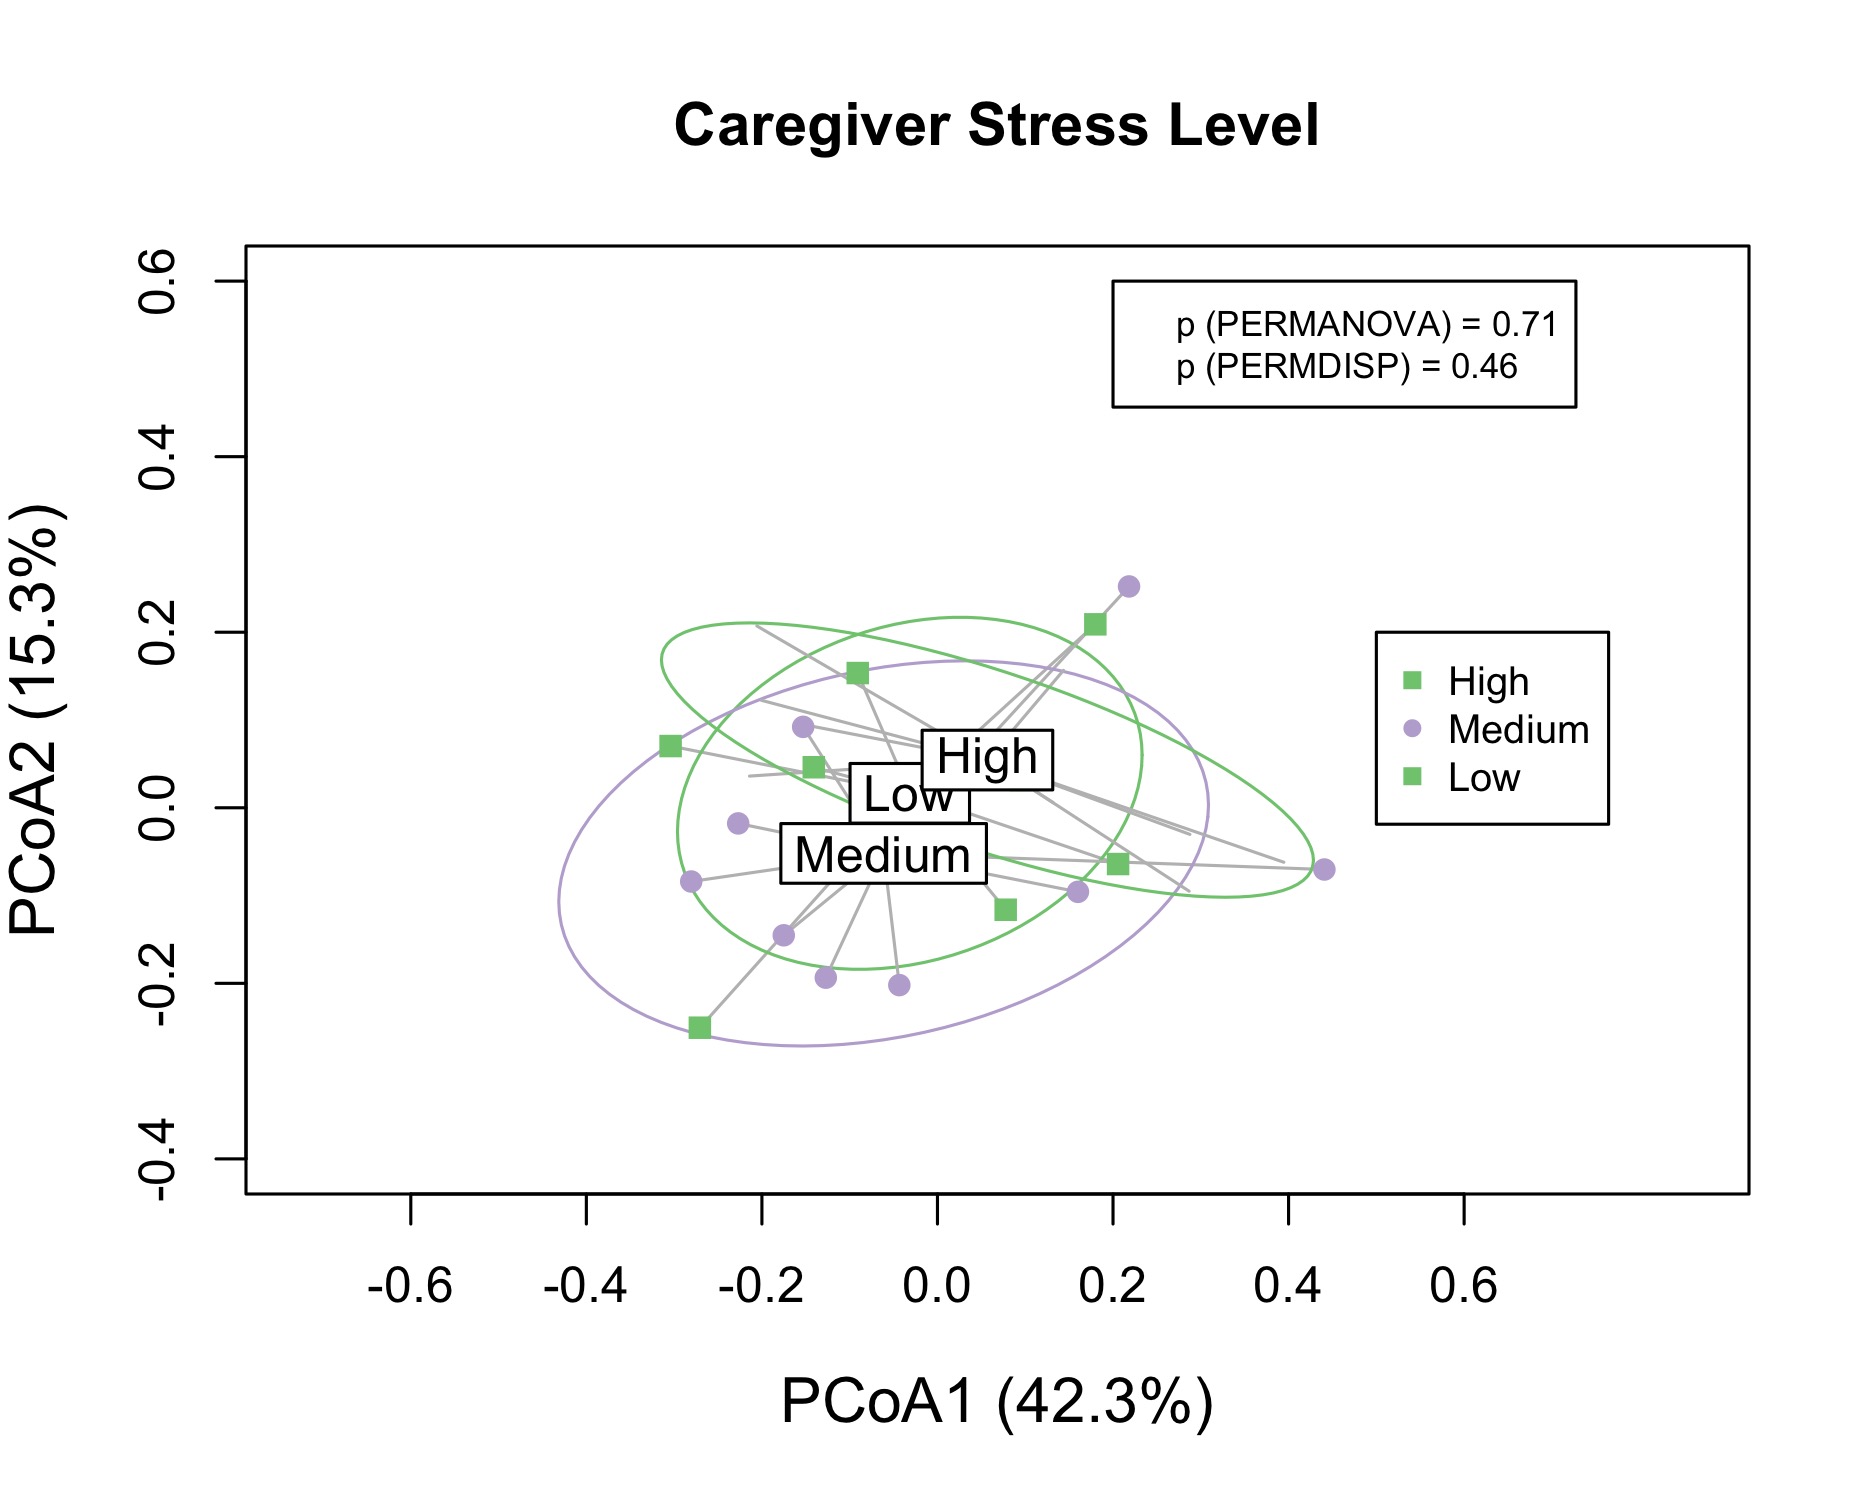 Caregiver Stress Level
p (PERMANOVA) = 0.71
p (PERMDISP) = 0.46
PCoA2 (15.3%)
0.6
0.4
0.2
0.0
-0.2
-0.4
High
Low
Medium
High
Medium
Low
-0.6 -0.4 -0.2 0.0 0.2 0.4 0.6
PCoA1 (42.3%)